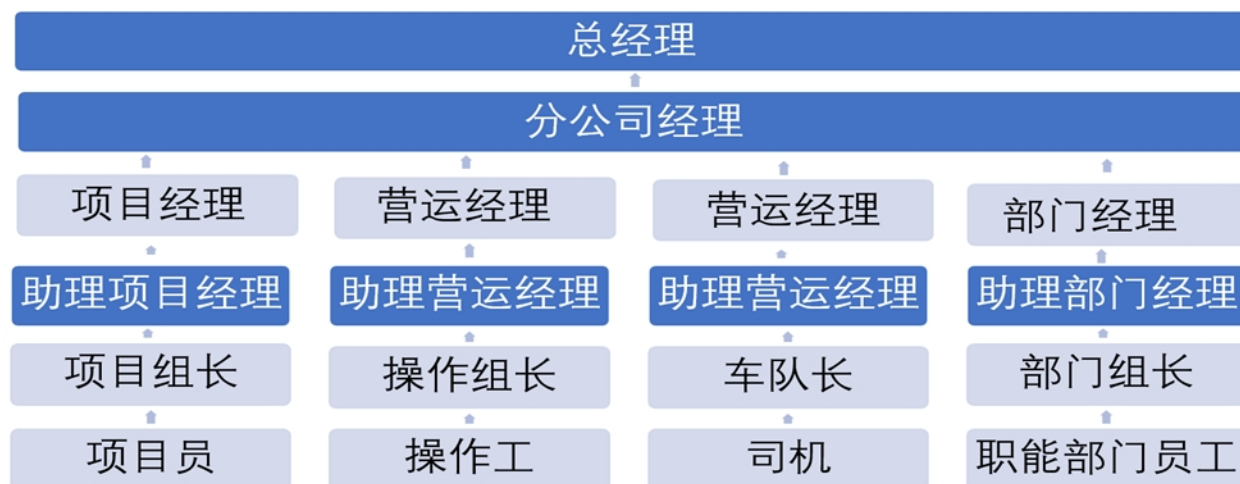 总经理
分公司经理
项目经理 营运经理 营运经理 部门经理
助理项目经理 助理营运经理 助理营运经理 助理部门经理
项目组长 操作组长 车队长 部门组长
项目员 操作工 司机 职能部门员工